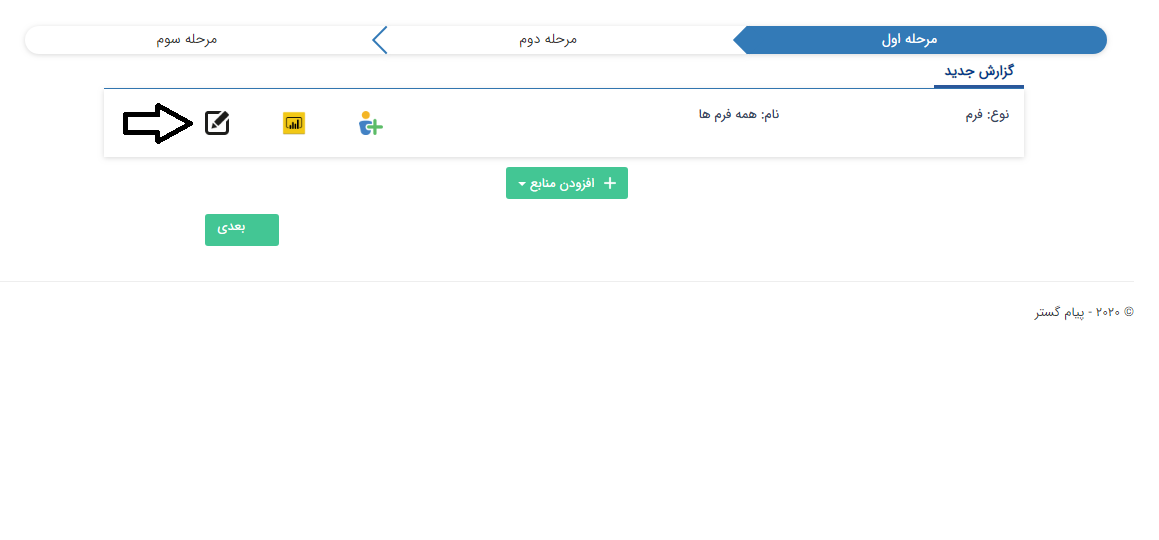 مرحله اول
مرحله دوم
مرحله سوم
گزارش جدید
نوع: فرم
نام: همه فرم ها
افزودن منابع
بعدی
© ۲۰۲۰ - پیام گستر